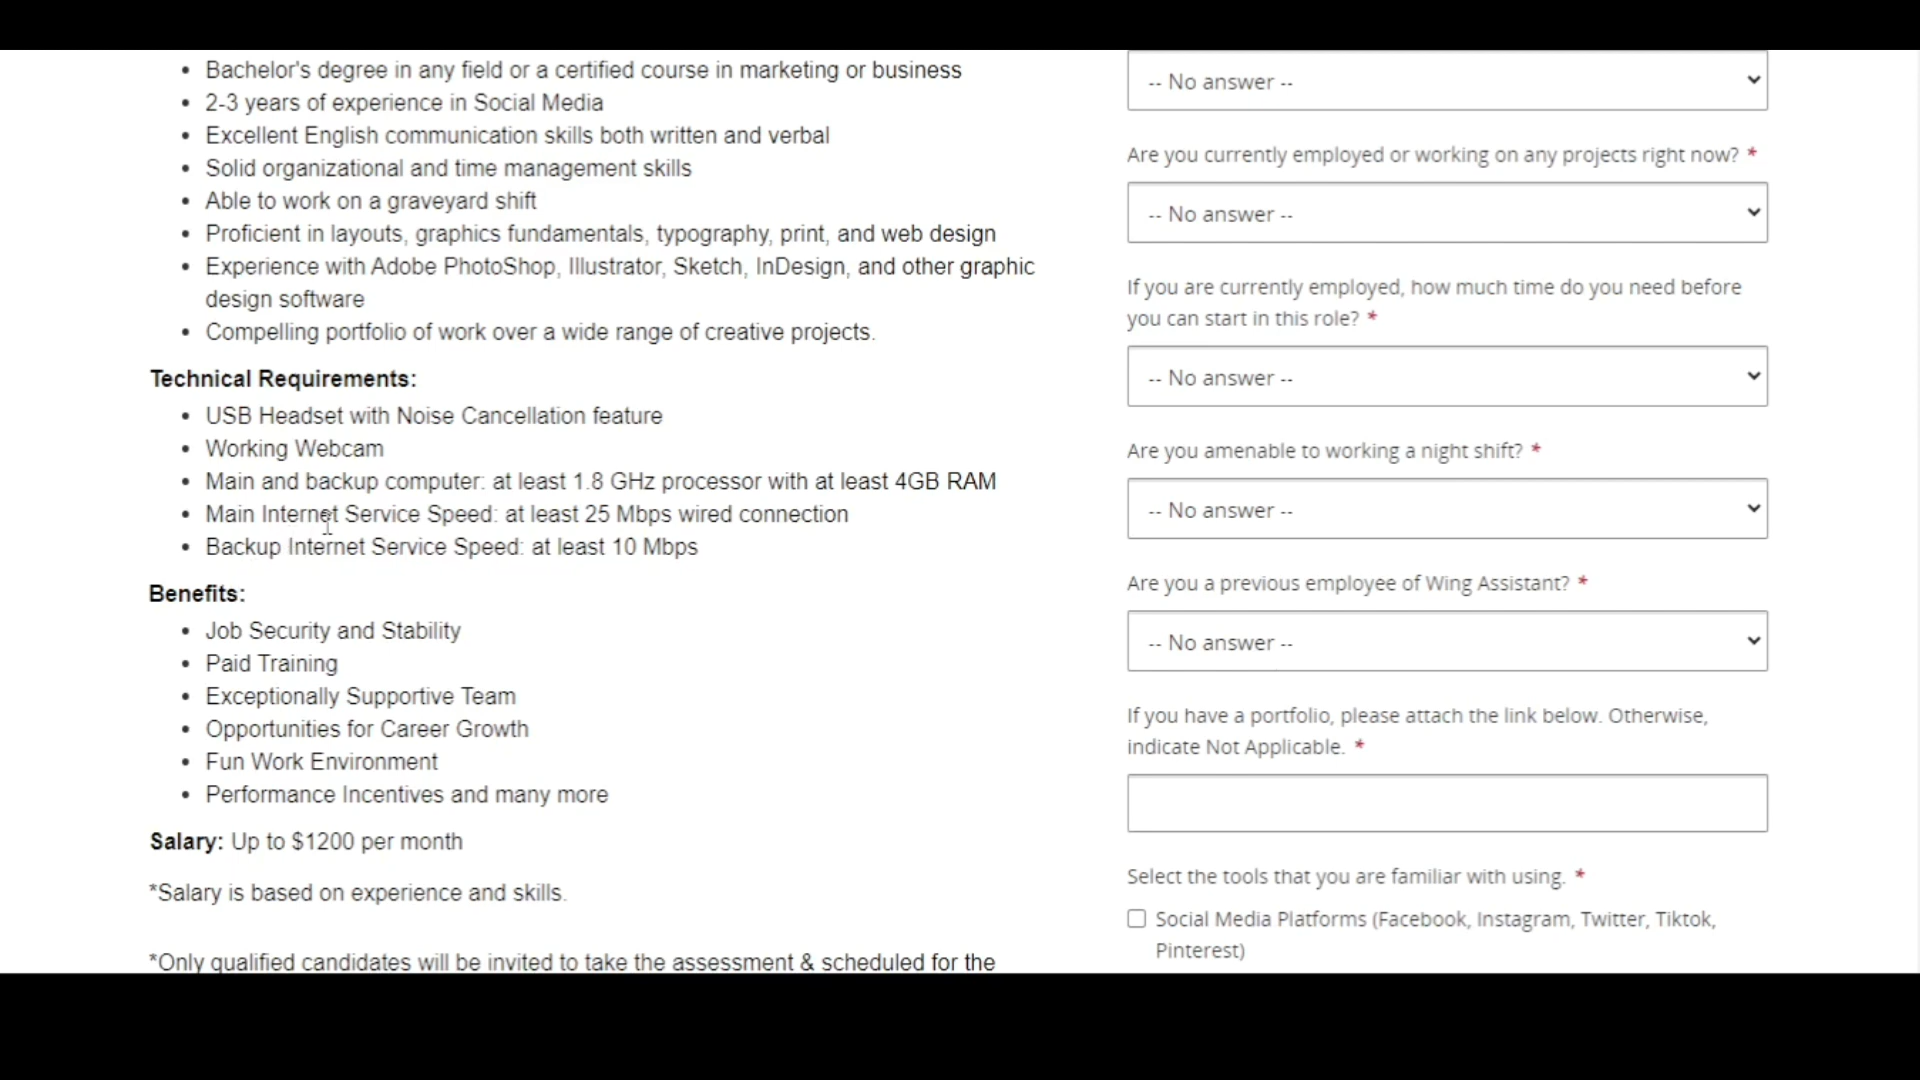 Bachelor's degree in any field or a certified course in marketing or business
2-3 years of experience in Social Media
Excellent English communication skills both written and verbal
Solid organizational and time management skills
Able to work on a graveyard shift
Proficient in layouts, graphics fundamentals, typography, print, and web design
Experience with Adobe PhotoShop, Illustrator, Sketch, InDesign, and other graphic
design software
Compelling portfolio of work over a wide range of creative projects.
Technical Requirements:
USB Headset with Noise Cancellation feature
Working Webcam
Main and backup computer: at least 1.8 GHz processor with at least 4GB RAM
Main Internet Service Speed: at least 25 Mbps wired connection
Backup Internet Service Speed: at least 10 Mbps
Benefits:
Job Security and Stability
Paid Training
Exceptionally Supportive Team
Opportunities for Career Growth
Fun Work Environment
Performance Incentives and many more
Salary: Up to $1200 per month
*Salary is based on experience and skills.
*Only qualified candidates will be invited to take the assessment & scheduled for the
-- No answer --
Are you currently employed or working on any projects right now? *
-- No answer --
If you are currently employed, how much time do you need before
you can start in this role? *
-- No answer --
Are you amenable to working a night shift? *
-- No answer --
Are you a previous employee of Wing Assistant? *
-- No answer --
If you have a portfolio, please attach the link below. Otherwise,
indicate Not Applicable. *
Select the tools that you are familiar with using. *
Social Media Platforms (Facebook, Instagram, Twitter, Tiktok,
Pinterest)